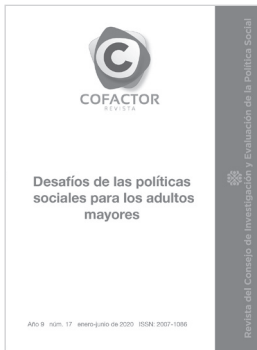 C
COFACTOR
REVISTA
Desafíos de las políticas
sociales para los adultos
mayores
Año 9 núm. 17 enero-junio de 2020 ISSN: 2007-1086
Revista del Consejo de Investigación y Evaluación de la Política Social